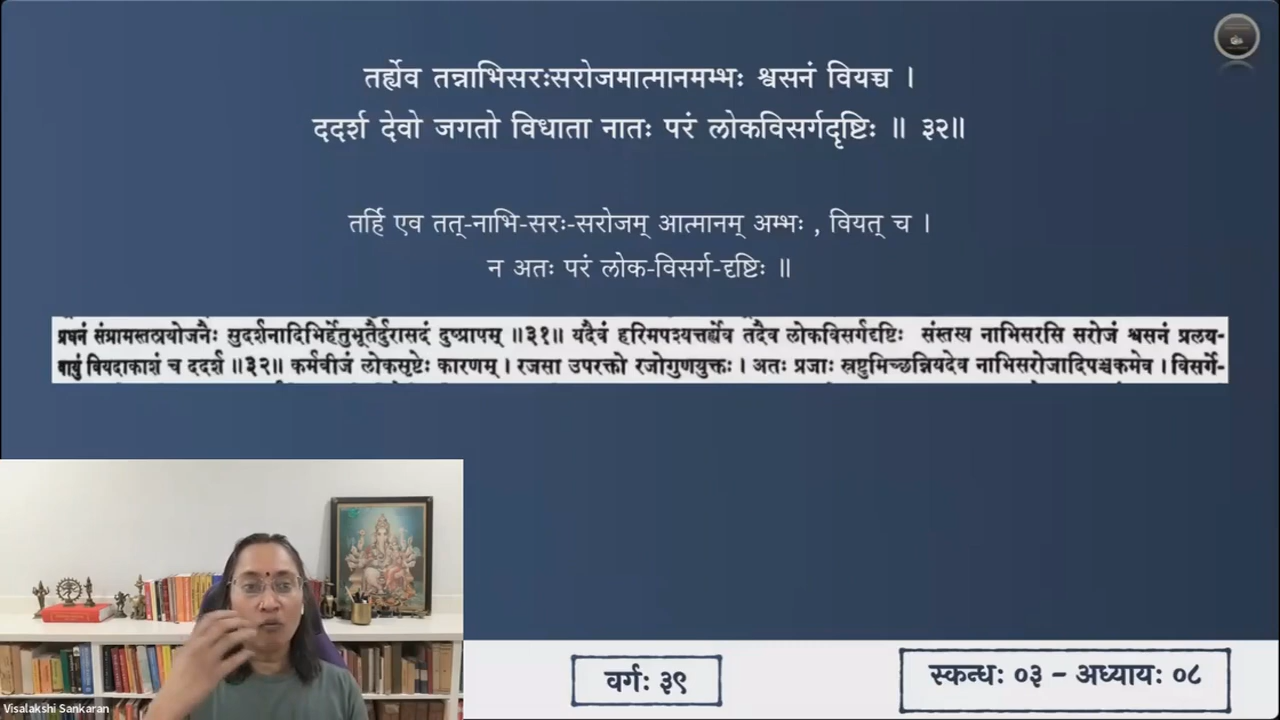 तर्ह्येव तन्नाभिसरःसरोजमात्मानमम्भः श्वसनं वियच्च ।
ददर्श देवो जगतो विधाता नातः परं लोकविसर्गदृष्टिः ॥ ३२॥
तर्हि एव तत्-नाभि-सरः-सरोजम् आत्मानम् अम्भः , वियत् च ।
न अतः परं लोक-विसर्ग-दृष्टिः ॥
प्रधनं संग्रामस्तत्प्रायोजनैः सुदर्शनादिभिर्हेतुभूतैर्दुरासदं दुष्प्रापम् ॥३१॥ यदैवं हरिमपश्यत्तर्ह्येव तदैव लोकविसर्गदृष्टिः संस्तस्य नाभिसरसि सरोजं श्वसनं प्रलय-
वायुं वियदाकाशं च ददर्श ॥३२॥ कर्मबीजं लोकसृष्टेः कारणम् । रजसा उपरक्तो रजोगुणयुक्तः । अतः प्रजाः स्रष्टुमिच्छन्नियदेव नाभिसरोजादिपञ्चकमेव । विसर्गे-
Visalakshi Sankaran
वर्गः ३९
स्कन्धः ०३ - अध्यायः ०८